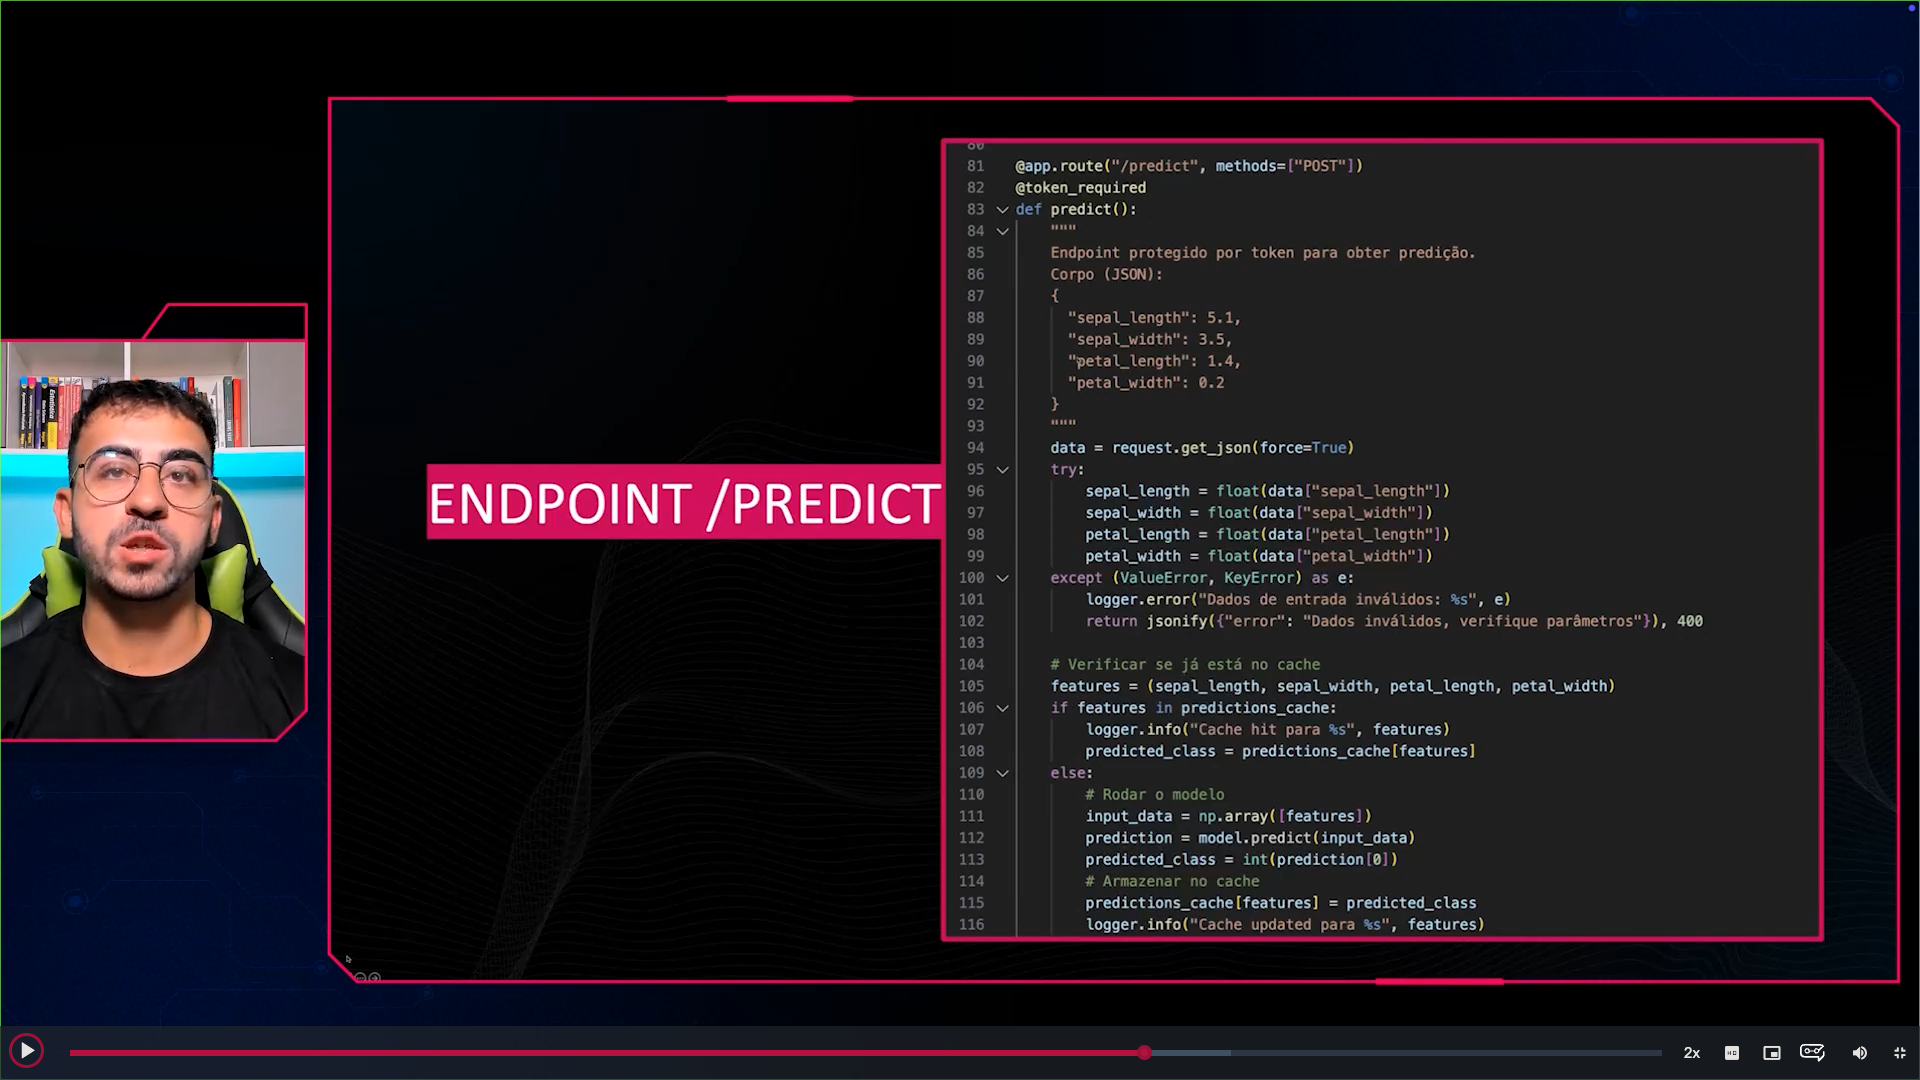 ENDPOINT /PREDICT
80
81 @app.route("/predict", methods=["POST"])
82 @token_required
83 def predict():
84 """
85 Endpoint protegido por token para obter predição.
86 Corpo (JSON):
87 {
88 "sepal_length": 5.1,
89 "sepal_width": 3.5,
90 "petal_length": 1.4,
91 "petal_width": 0.2
92 }
93 """
94 data = request.get_json(force=True)
95 try:
96 sepal_length = float(data["sepal_length"])
97 sepal_width = float(data["sepal_width"])
98 petal_length = float(data["petal_length"])
99 petal_width = float(data["petal_width"])
100 except (ValueError, KeyError) as e:
101 logger.error("Dados de entrada inválidos: %s", e)
102 return jsonify({"error": "Dados inválidos, verifique parâmetros"}), 400
103
104 # Verificar se já está no cache
105 features = (sepal_length, sepal_width, petal_length, petal_width)
106 if features in predictions_cache:
107 logger.info("Cache hit para %s", features)
108 predicted_class = predictions_cache[features]
109 else:
110 # Rodar o modelo
111 input_data = np.array([features])
112 prediction = model.predict(input_data)
113 predicted_class = int(prediction[0])
114 # Armazenar no cache
115 predictions_cache[features] = predicted_class
116 logger.info("Cache updated para %s", features)
2x
HD